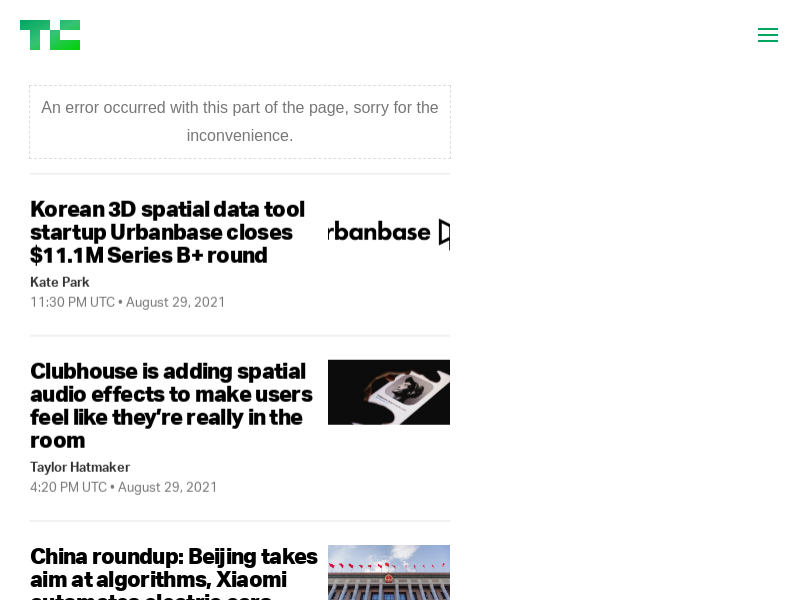 TC
An error occurred with this part of the page, sorry for the
inconvenience.
Korean 3D spatial data tool
startup Urbanbase closes
$11.1M Series B+ round
rbanbase
Kate Park
11:30 PM UTC • August 29, 2021
Clubhouse is adding spatial
audio effects to make users
feel like they’re really in the
room
Taylor Hatmaker
4:20 PM UTC • August 29, 2021
China roundup: Beijing takes
aim at algorithms, Xiaomi
automates electric cars